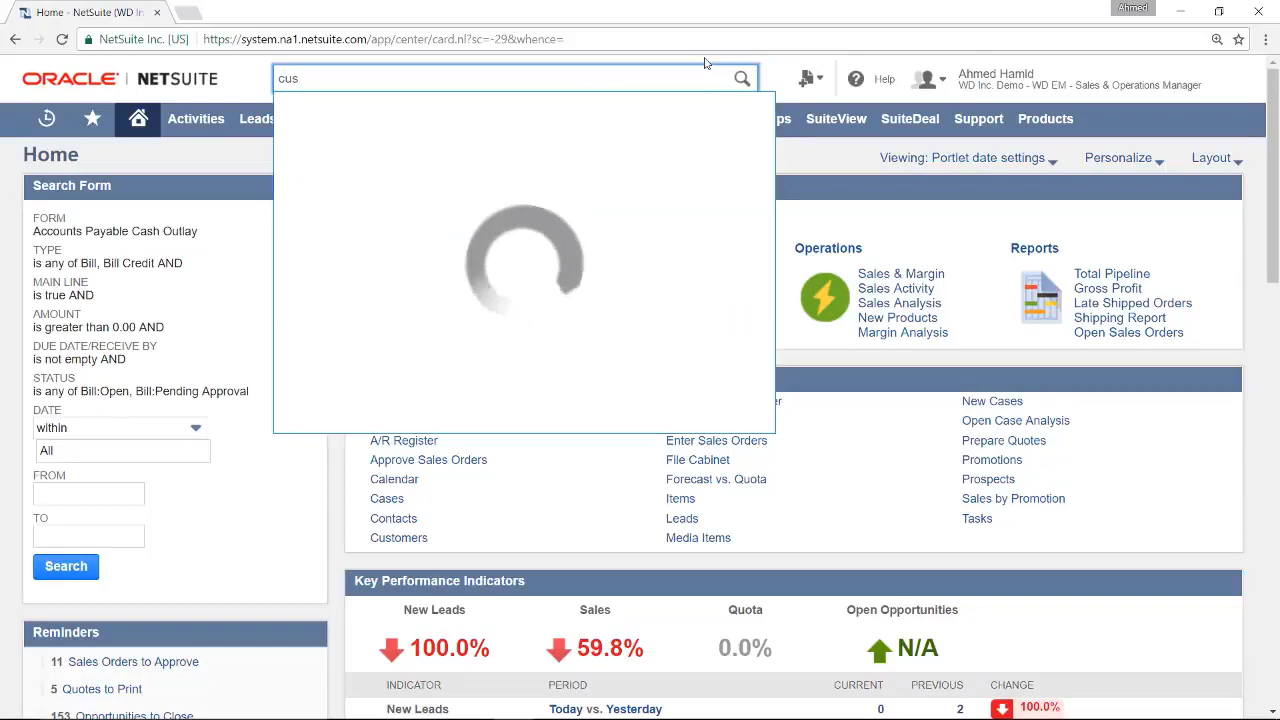 Home - NetSuite (WD In
Ahmed
NetSuite Inc. [US]
https://system.na1.netsuite.com/app/center/card.nl?sc=-29&whence=
ORACLE | NETSUITE
cus
Help
Ahmed Hamid
WD Inc. Demo - WD EM - Sales & Operations Manager
Activities
Leads
ps
SuiteView
SuiteDeal
Support
Products
Home
Viewing: Portlet date settings
Personalize
Layout
Search Form
FORM
Accounts Payable Cash Outlay
TYPE
is any of Bill, Bill Credit AND
MAIN LINE
is true AND
AMOUNT
is greater than 0.00 AND
DUE DATE/RECEIVE BY
is not empty AND
STATUS
is any of Bill:Open, Bill:Pending Approval
DATE
within
All
FROM
TO
Search
Operations
Sales & Margin
Sales Activity
Sales Analysis
New Products
Margin Analysis
Reports
Total Pipeline
Gross Profit
Late Shipped Orders
Shipping Report
Open Sales Orders
A/R Register
Approve Sales Orders
Calendar
Cases
Contacts
Customers
er
Enter Sales Orders
File Cabinet
Forecast vs. Quota
Items
Leads
Media Items
New Cases
Open Case Analysis
Prepare Quotes
Promotions
Prospects
Sales by Promotion
Tasks
Key Performance Indicators
New Leads
Sales
Quota
Open Opportunities
100.0%
59.8%
0.0%
N/A
INDICATOR
PERIOD
CURRENT
PREVIOUS
CHANGE
New Leads
Today vs. Yesterday
0
2
100.0%
Reminders
11 Sales Orders to Approve
5 Quotes to Print
153 Opportunities to Close